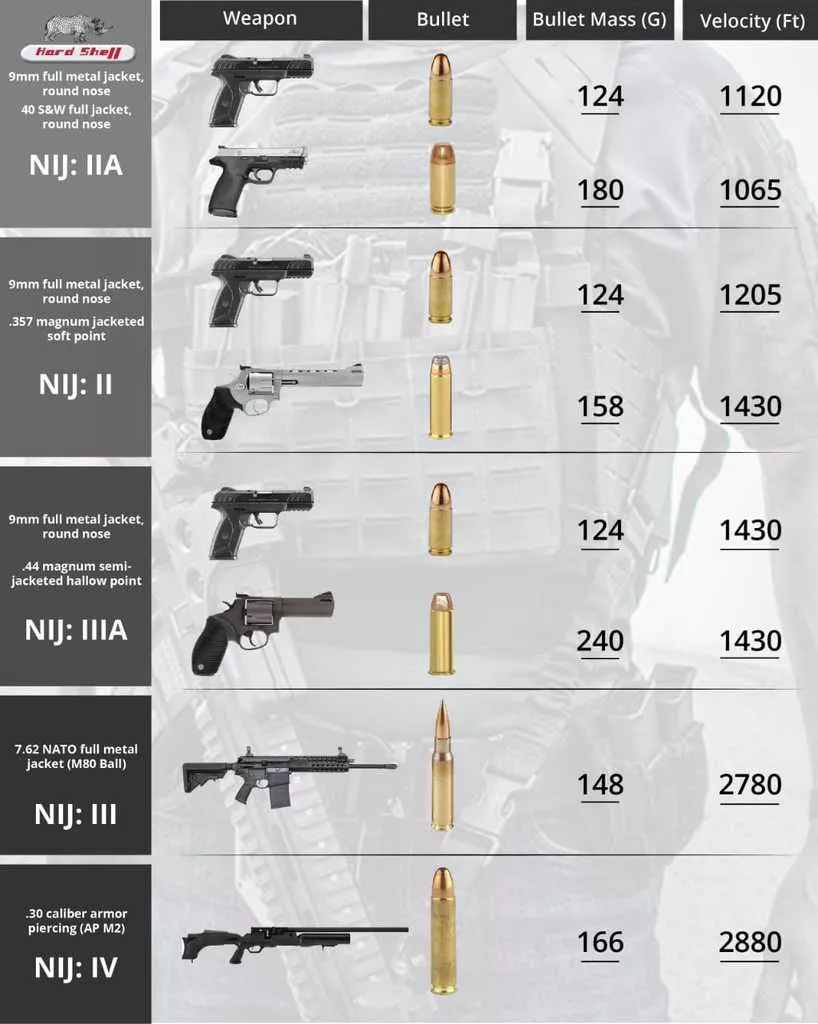 Weapon
Bullet
Bullet Mass (G)
Velocity (Ft)
Hard Shell
9mm full metal jacket,
round nose
40 S&W full jacket,
round nose
NIJ: IIA
124
1120
180
1065
9mm full metal jacket,
round nose
.357 magnum jacketed
soft point
NIJ: II
124
1205
158
1430
9mm full metal jacket,
round nose
.44 magnum semi-
jacketed hallow point
NIJ: IIIA
124
1430
240
1430
7.62 NATO full metal
jacket (M80 Ball)
NIJ: III
148
2780
.30 caliber armor
piercing (AP M2)
NIJ: IV
166
2880